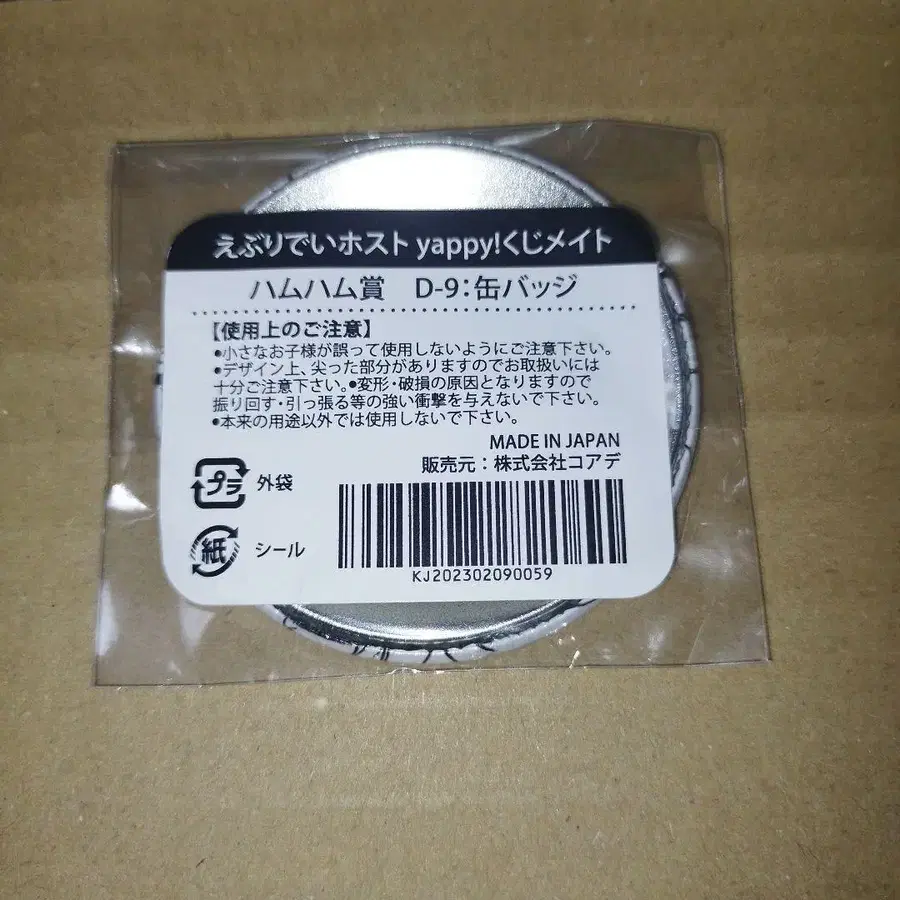 えぶりでいホスト yappy!くじメイト
ハムハム賞 D-9:缶バッジ
【使用上のご注意】
●小さなお子様が誤って使用しないようにご注意下さい。
●デザイン上、尖った部分がありますのでお取扱いには
十分ご注意下さい。●変形・破損の原因となりますので
振り回す・引っ張る等の強い衝撃を与えないで下さい。
●本来の用途以外では使用しないで下さい。
MADE IN JAPAN
販売元:株式会社コアデ
プラ 外袋
紙 シール
KJ202302090059